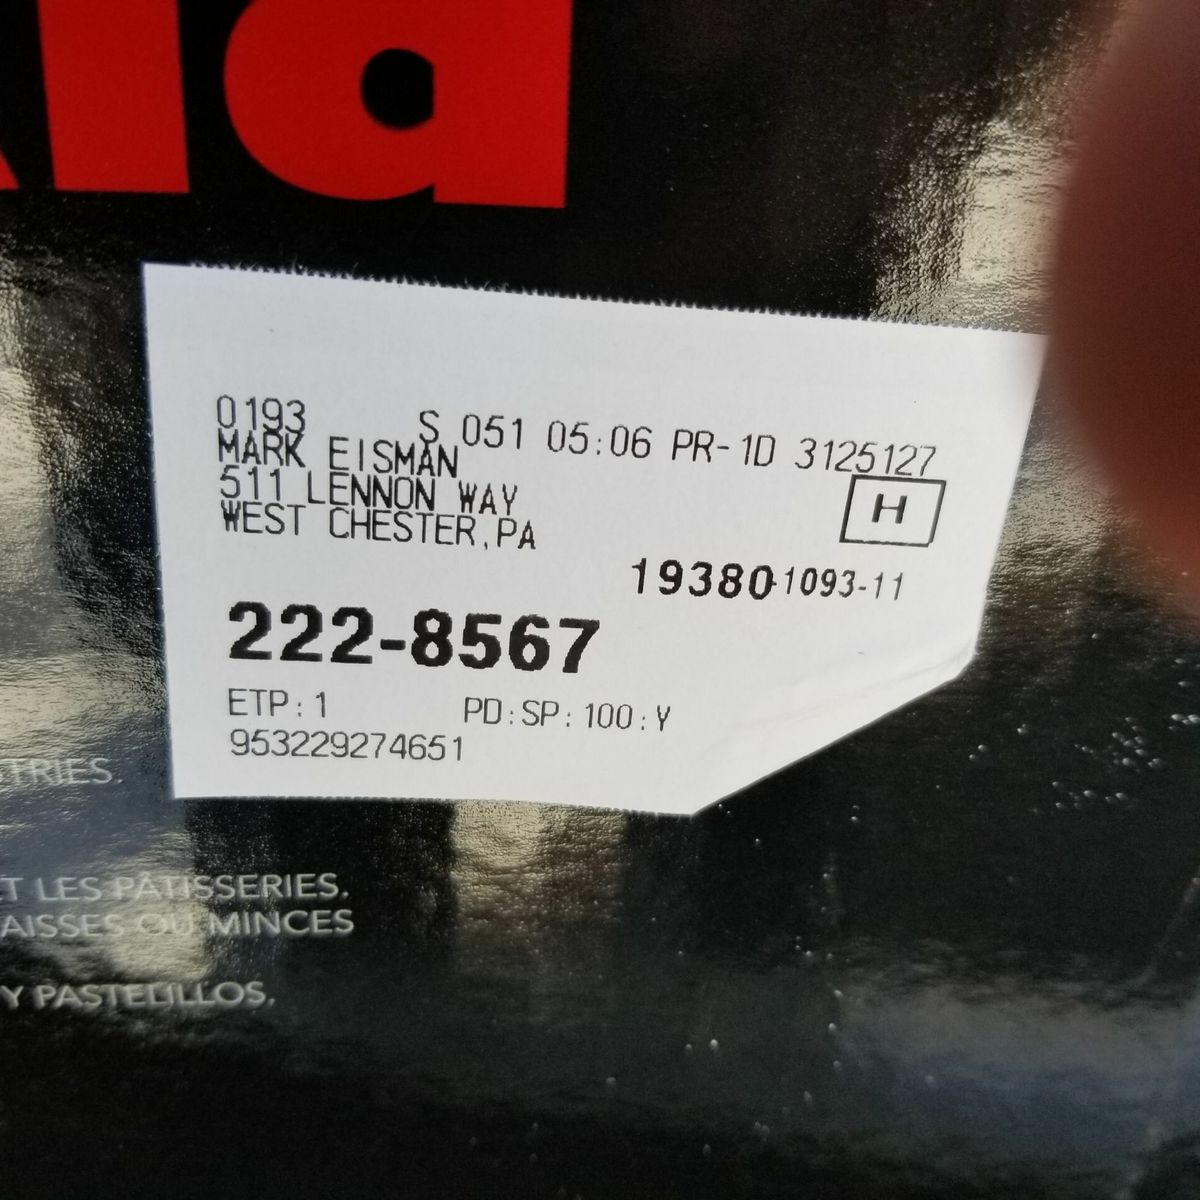 0193 S 051 05:06 PR-1D 3125127
MARK EISMAN
511 LENNON WAY
WEST CHESTER,PA
H
19380-1093-11
222-8567
ETP:1 PD:SP:100:Y
953229274651
TRIES.
T LES PÂTISSERIES.
AISSES OU MINCES
Y PASTELILLOS.